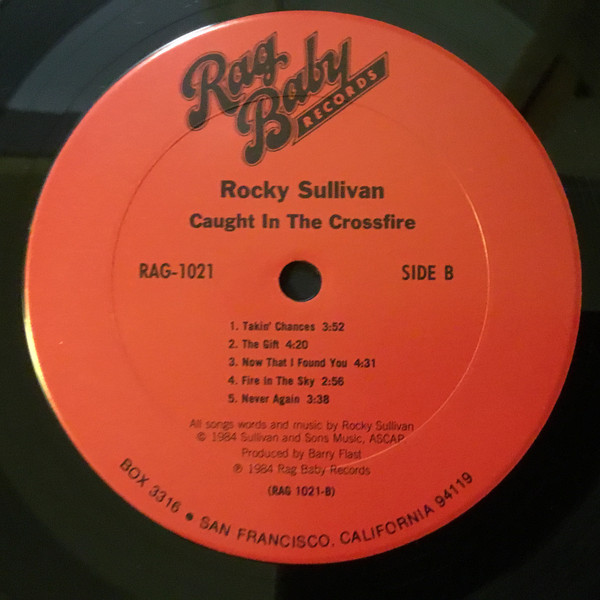 Rag
Baby
RECORDS
Rocky Sullivan
Caught In The Crossfire
RAG-1021 SIDE B
1. Takin' Chances 3:52
2. The Gift 4:20
3. Now That I Found You 4:31
4. Fire In The Sky 2:56
5. Never Again 3:38
All songs words and music by Rocky Sullivan
© 1984 Sullivan and Sons Music, ASCAP
Produced by Barry Flast
℗ 1984 Rag Baby Records
(RAG 1021-B)
BOX 3316 • SAN FRANCISCO, CALIFORNIA 94119